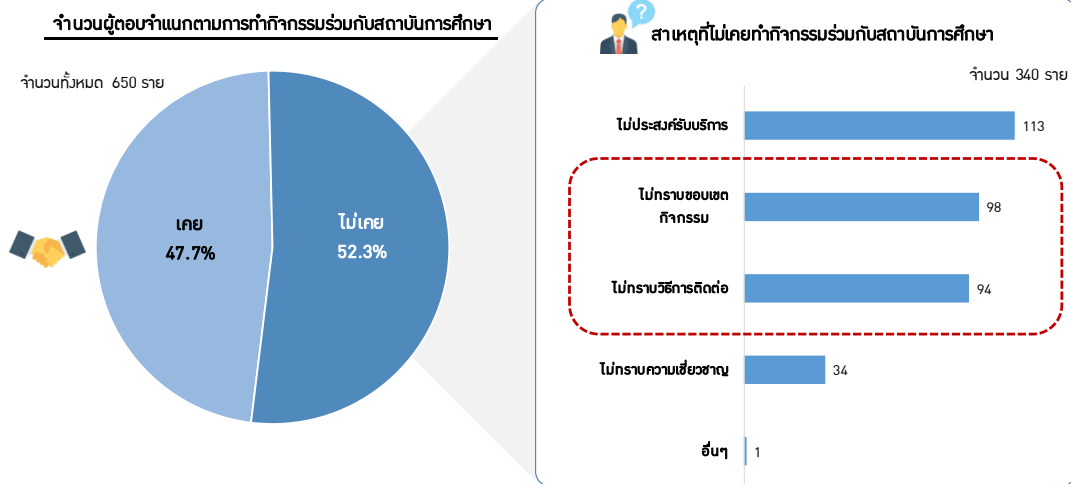 จำนวนผู้ตอบจำแนกตามการทำกิจกรรมร่วมกับสถาบันการศึกษา
จำนวนทั้งหมด 650 ราย
เคย
47.7%
ไม่เคย
52.3%
?
สาเหตุที่ไม่เคยทำกิจกรรมร่วมกับสถาบันการศึกษา
จำนวน 340 ราย
ไม่ประสงค์รับบริการ 113
ไม่ทราบขอบเขต
กิจกรรม 98
ไม่ทราบวิธีการติดต่อ 94
ไม่ทราบความเชี่ยวชาญ 34
อื่นๆ 1